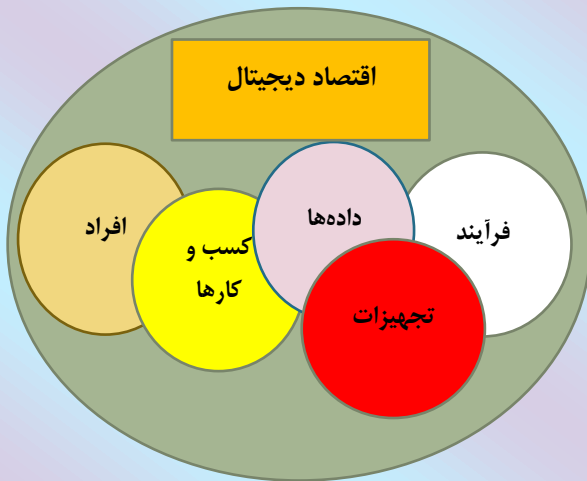 اقتصاد دیجیتال
فرآیند
داده‌ها
کسب و
کارها
افراد
تجهیزات